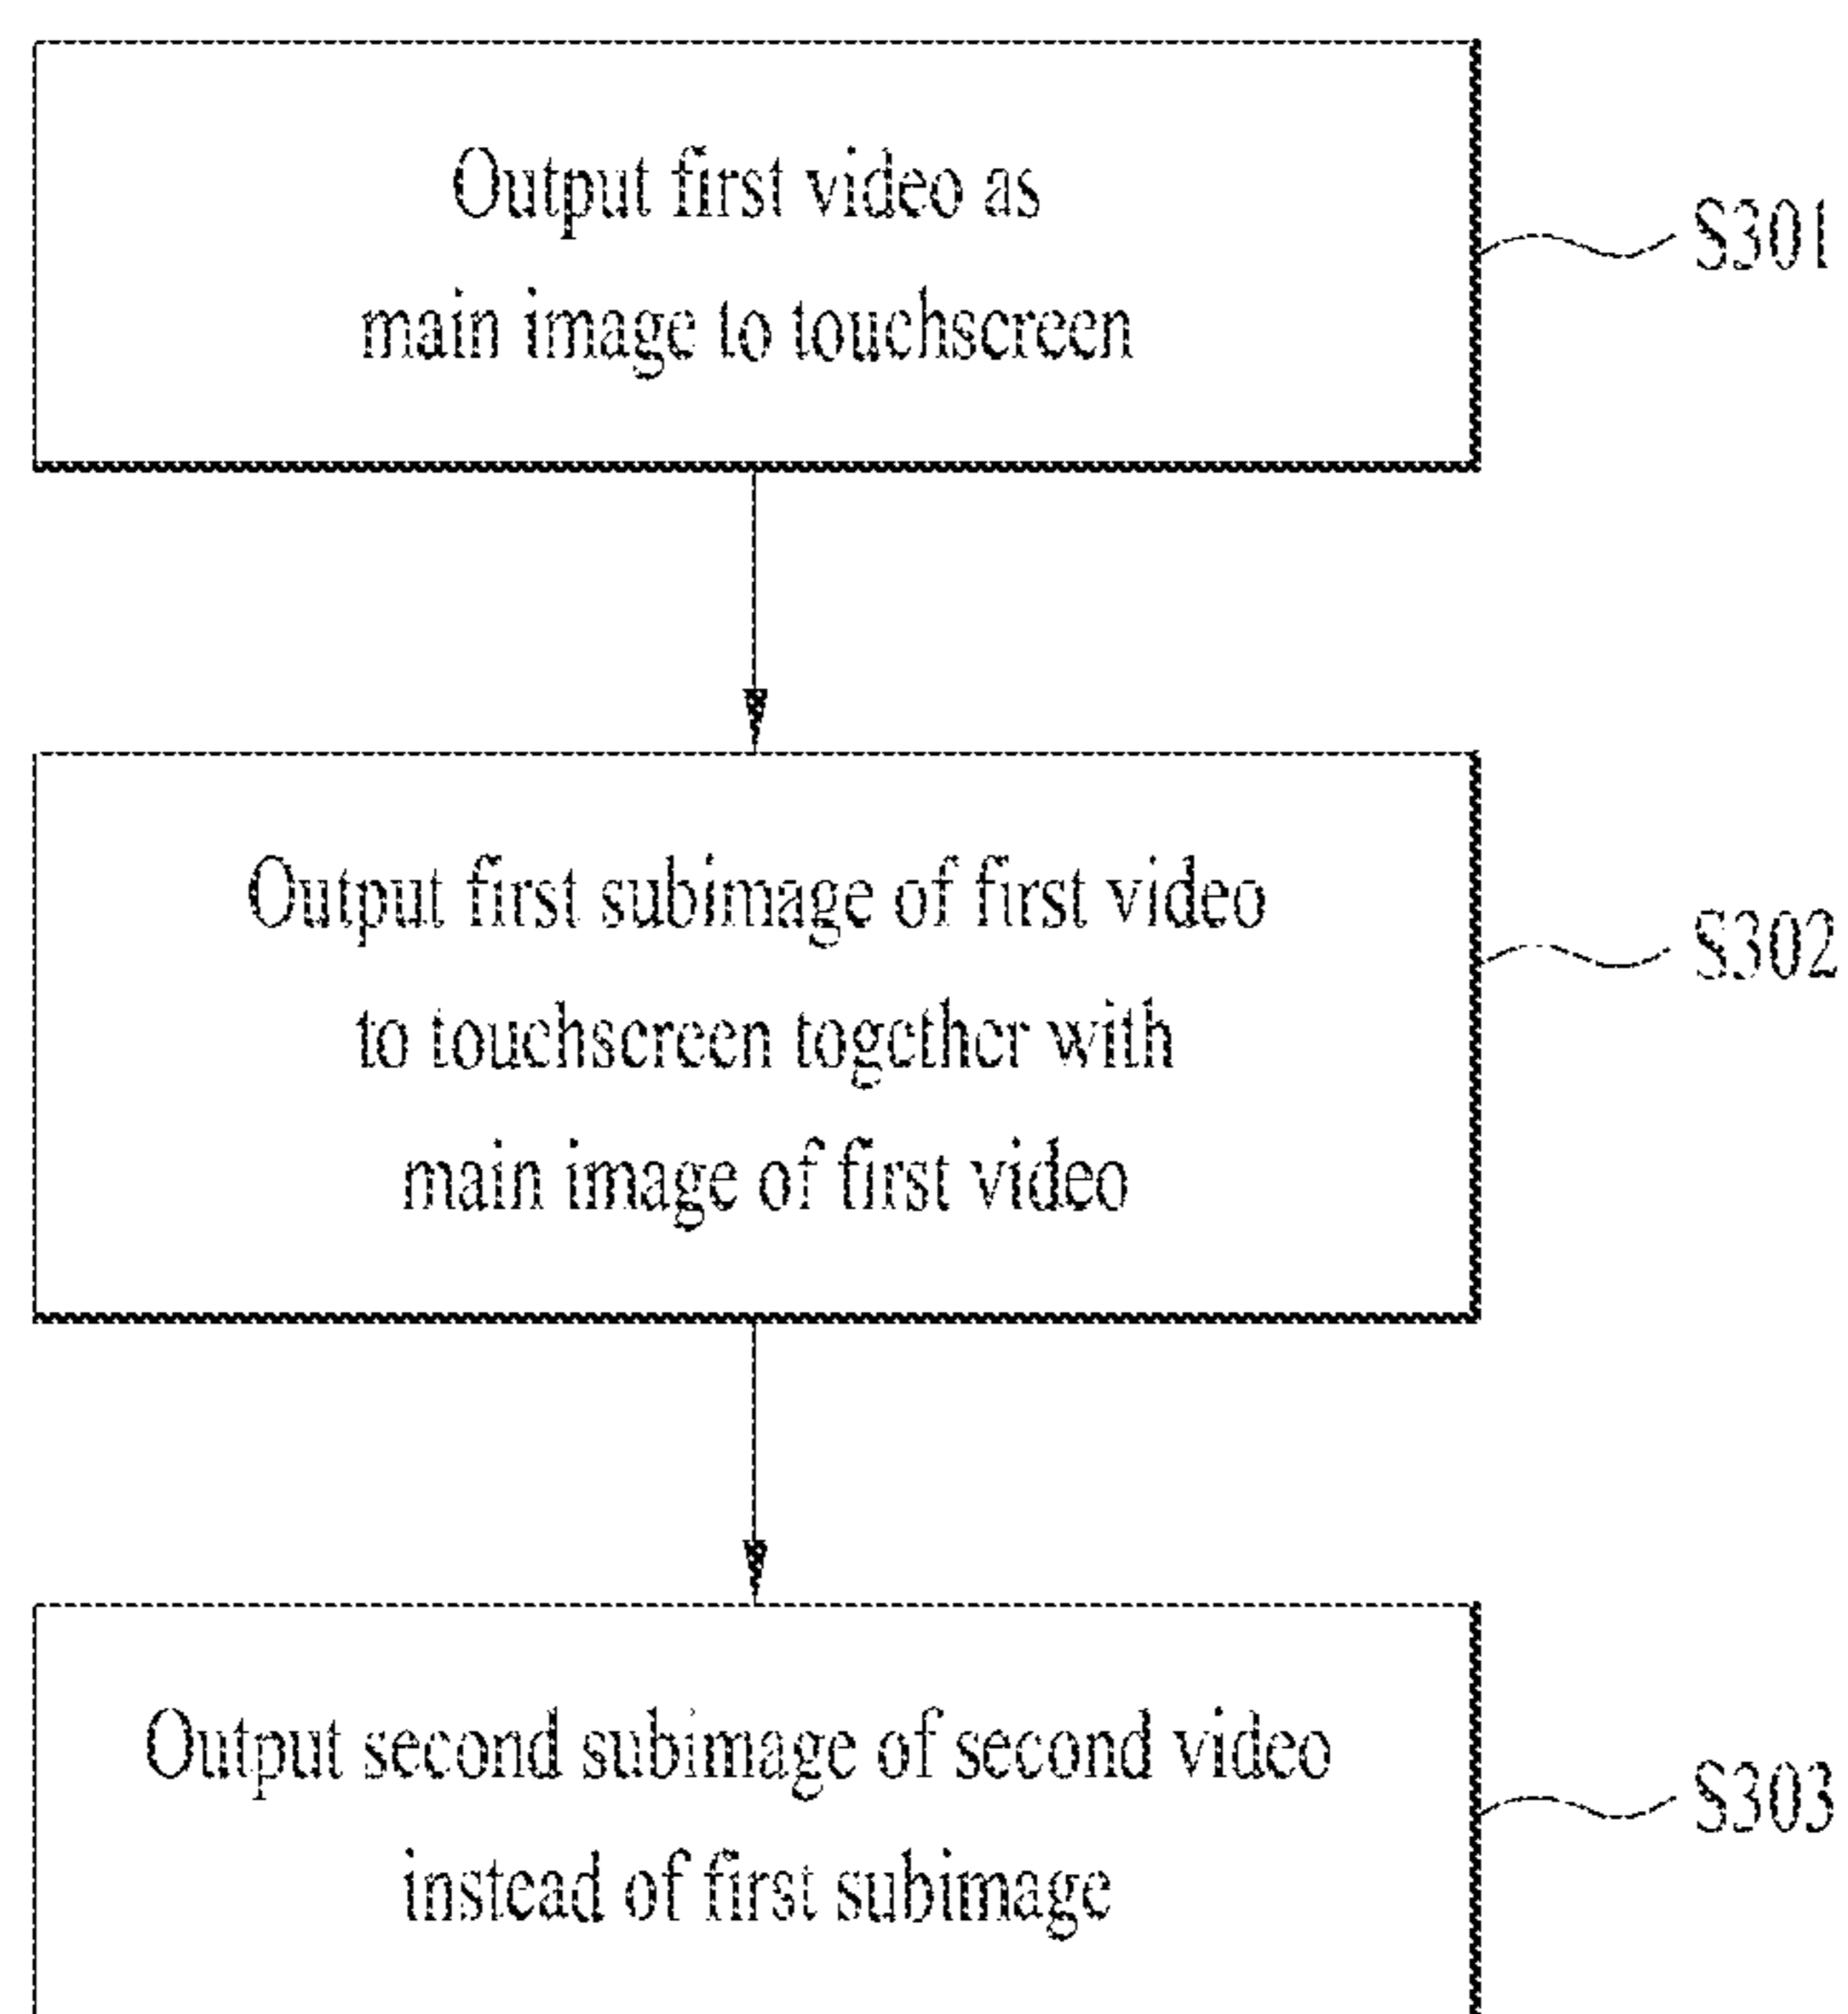 Output first video as
main image to touchscreen
S301
Output first subimage of first video
to touchscreen together with
main image of first video
S302
Output second subimage of second video
instead of first subimage
S303